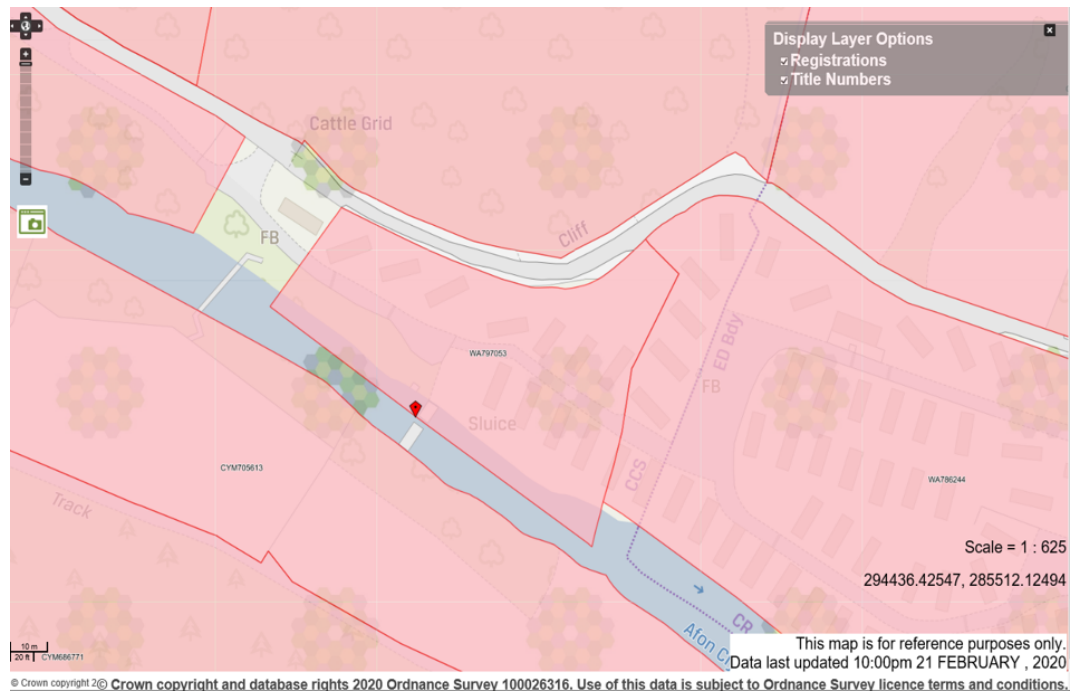 Display Layer Options
Registrations
Title Numbers
Cattle Grid
Cliff
FB
WA797053
ED Bdy
FB
Sluice
CYM705613
CCS
WA786244
Track
Scale = 1 : 625
294436.42547, 285512.12494
CR
Afon
10 m
20 ft
CYM686771
This map is for reference purposes only.
Data last updated 10:00pm 21 FEBRUARY , 2020
© Crown copyright 2
© Crown copyright and database rights 2020 Ordnance Survey 100026316. Use of this data is subject to Ordnance Survey licence terms and conditions.